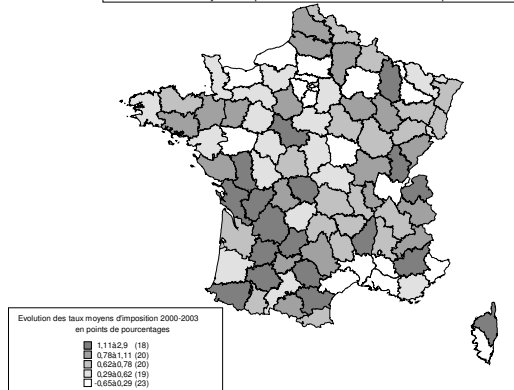 Evolution des taux moyens d'imposition 2000-2003
en points de pourcentages
1,11à2,9 (18)
0,78à1,11 (20)
0,62à0,78 (20)
0,29à0,62 (19)
-0,65à0,29 (23)